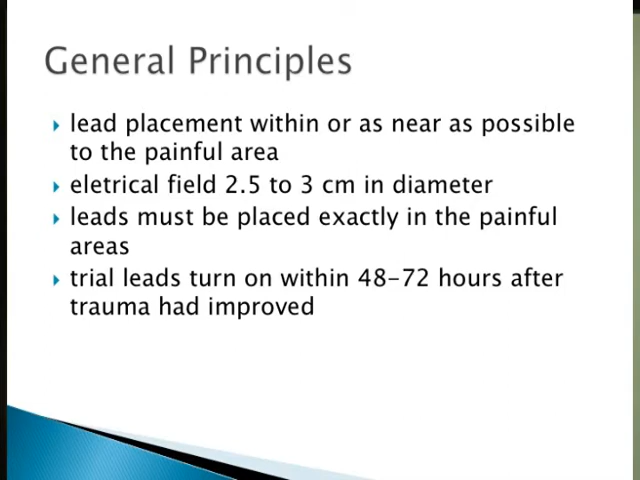 General Principles
lead placement within or as near as possible
to the painful area
eletrical field 2.5 to 3 cm in diameter
leads must be placed exactly in the painful
areas
trial leads turn on within 48-72 hours after
trauma had improved